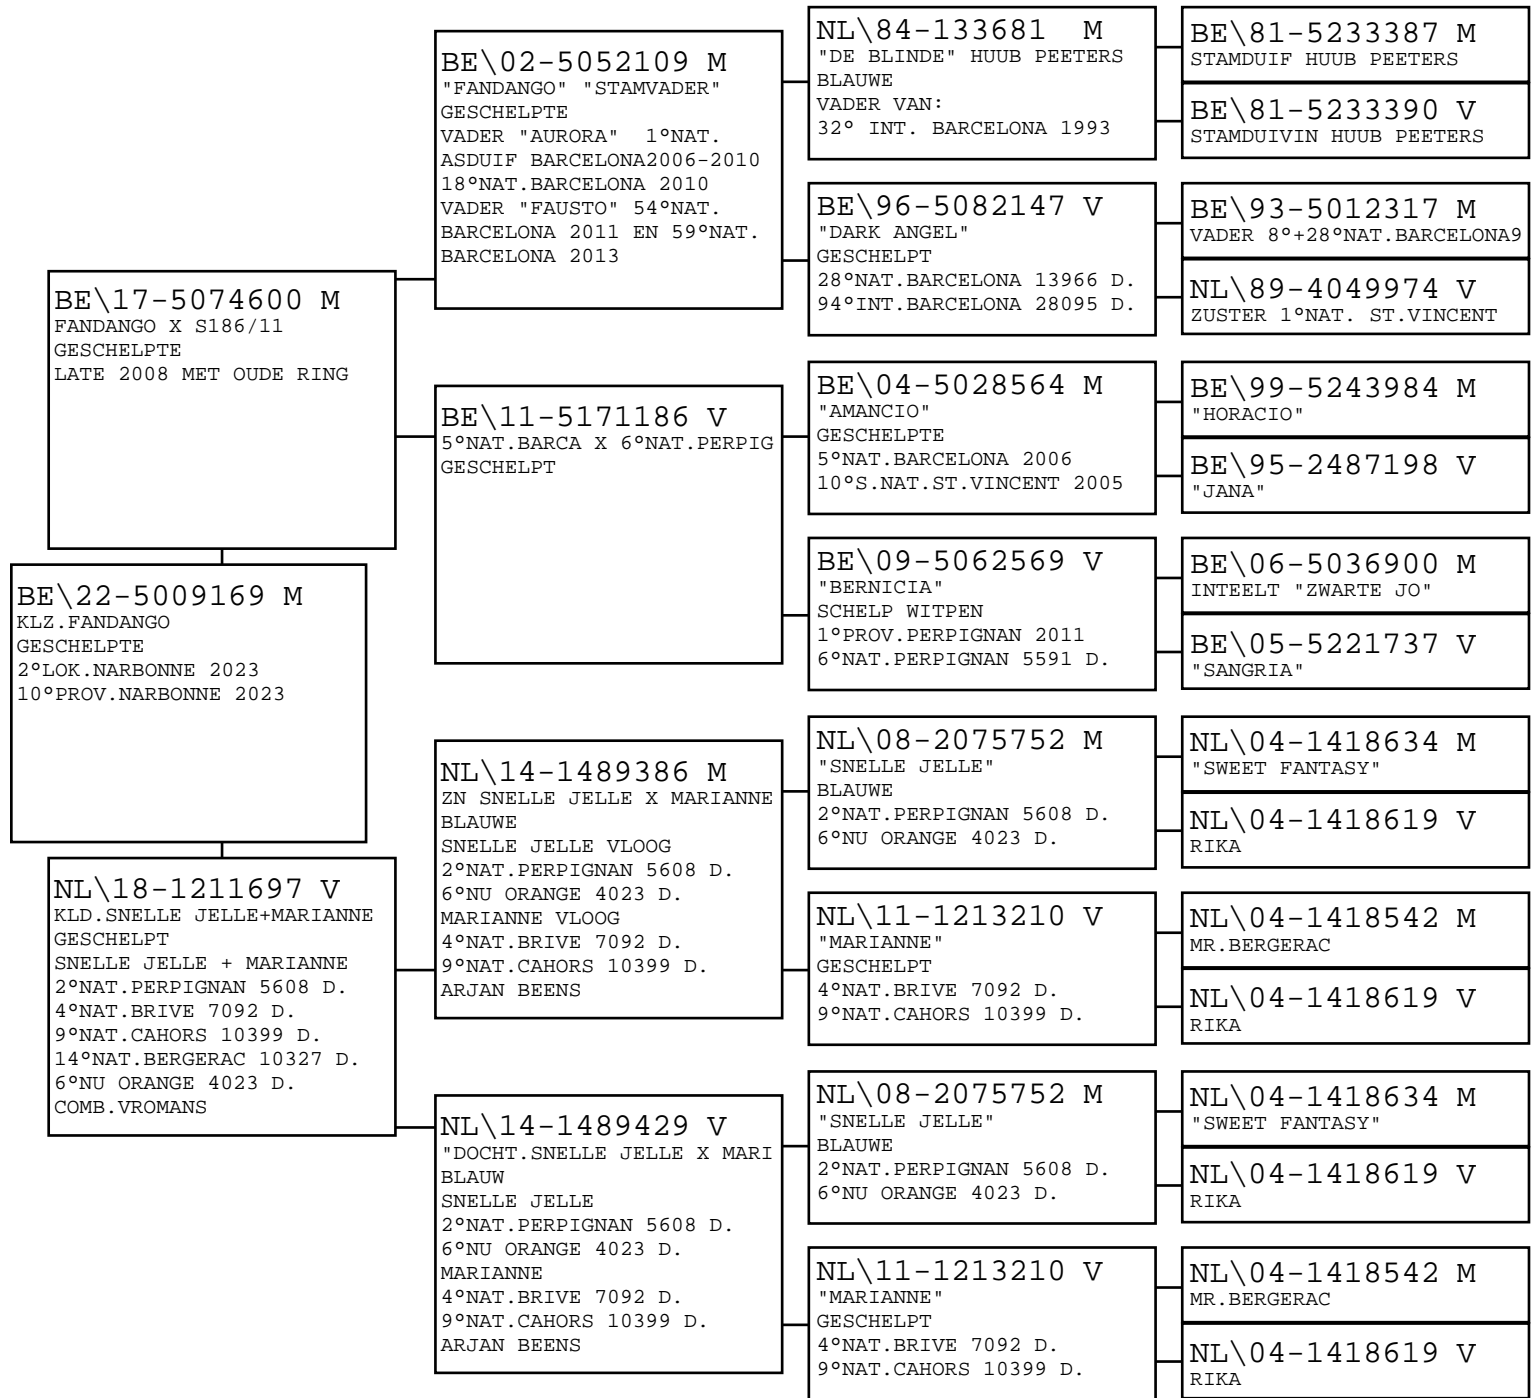 BE\22-5009169 M
KLZ.FANDANGO
GESCHELPTE
2°LOK.NARBONNE 2023
10°PROV.NARBONNE 2023
BE\17-5074600 M
FANDANGO X S186/11
GESCHELPTE
LATE 2008 MET OUDE RING
NL\18-1211697 V
KLD.SNELLE JELLE+MARIANNE
GESCHELPT
SNELLE JELLE + MARIANNE
2°NAT.PERPIGNAN 5608 D.
4°NAT.BRIVE 7092 D.
9°NAT.CAHORS 10399 D.
14°NAT.BERGERAC 10327 D.
6°NU ORANGE 4023 D.
COMB.VROMANS
BE\02-5052109 M
"FANDANGO" "STAMVADER"
GESCHELPTE
VADER "AURORA" 1°NAT.
ASDUIF BARCELONA2006-2010
18°NAT.BARCELONA 2010
VADER "FAUSTO" 54°NAT.
BARCELONA 2011 EN 59°NAT.
BARCELONA 2013
BE\11-5171186 V
5°NAT.BARCA X 6°NAT.PERPIG
GESCHELPT
NL\14-1489386 M
ZN SNELLE JELLE X MARIANNE
BLAUWE
SNELLE JELLE VLOOG
2°NAT.PERPIGNAN 5608 D.
6°NU ORANGE 4023 D.
MARIANNE VLOOG
4°NAT.BRIVE 7092 D.
9°NAT.CAHORS 10399 D.
ARJAN BEENS
NL\14-1489429 V
"DOCHT.SNELLE JELLE X MARI
BLAUW
SNELLE JELLE
2°NAT.PERPIGNAN 5608 D.
6°NU ORANGE 4023 D.
MARIANNE
4°NAT.BRIVE 7092 D.
9°NAT.CAHORS 10399 D.
ARJAN BEENS
NL\84-133681 M
"DE BLINDE" HUUB PEETERS
BLAUWE
VADER VAN:
32° INT. BARCELONA 1993
BE\96-5082147 V
"DARK ANGEL"
GESCHELPT
28°NAT.BARCELONA 13966 D.
94°INT.BARCELONA 28095 D.
BE\04-5028564 M
"AMANCIO"
GESCHELPTE
5°NAT.BARCELONA 2006
10°S.NAT.ST.VINCENT 2005
BE\09-5062569 V
"BERNICIA"
SCHELP WITPEN
1°PROV.PERPIGNAN 2011
6°NAT.PERPIGNAN 5591 D.
NL\08-2075752 M
"SNELLE JELLE"
BLAUWE
2°NAT.PERPIGNAN 5608 D.
6°NU ORANGE 4023 D.
NL\11-1213210 V
"MARIANNE"
GESCHELPT
4°NAT.BRIVE 7092 D.
9°NAT.CAHORS 10399 D.
NL\08-2075752 M
"SNELLE JELLE"
BLAUWE
2°NAT.PERPIGNAN 5608 D.
6°NU ORANGE 4023 D.
NL\11-1213210 V
"MARIANNE"
GESCHELPT
4°NAT.BRIVE 7092 D.
9°NAT.CAHORS 10399 D.
BE\81-5233387 M
STAMDUIF HUUB PEETERS
BE\81-5233390 V
STAMDUIVIN HUUB PEETERS
BE\93-5012317 M
VADER 8°+28°NAT.BARCELONA9
NL\89-4049974 V
ZUSTER 1°NAT. ST.VINCENT
BE\99-5243984 M
"HORACIO"
BE\95-2487198 V
"JANA"
BE\06-5036900 M
INTEELT "ZWARTE JO"
BE\05-5221737 V
"SANGRIA"
NL\04-1418634 M
"SWEET FANTASY"
NL\04-1418619 V
RIKA
NL\04-1418542 M
MR.BERGERAC
NL\04-1418619 V
RIKA
NL\04-1418634 M
"SWEET FANTASY"
NL\04-1418619 V
RIKA
NL\04-1418542 M
MR.BERGERAC
NL\04-1418619 V
RIKA